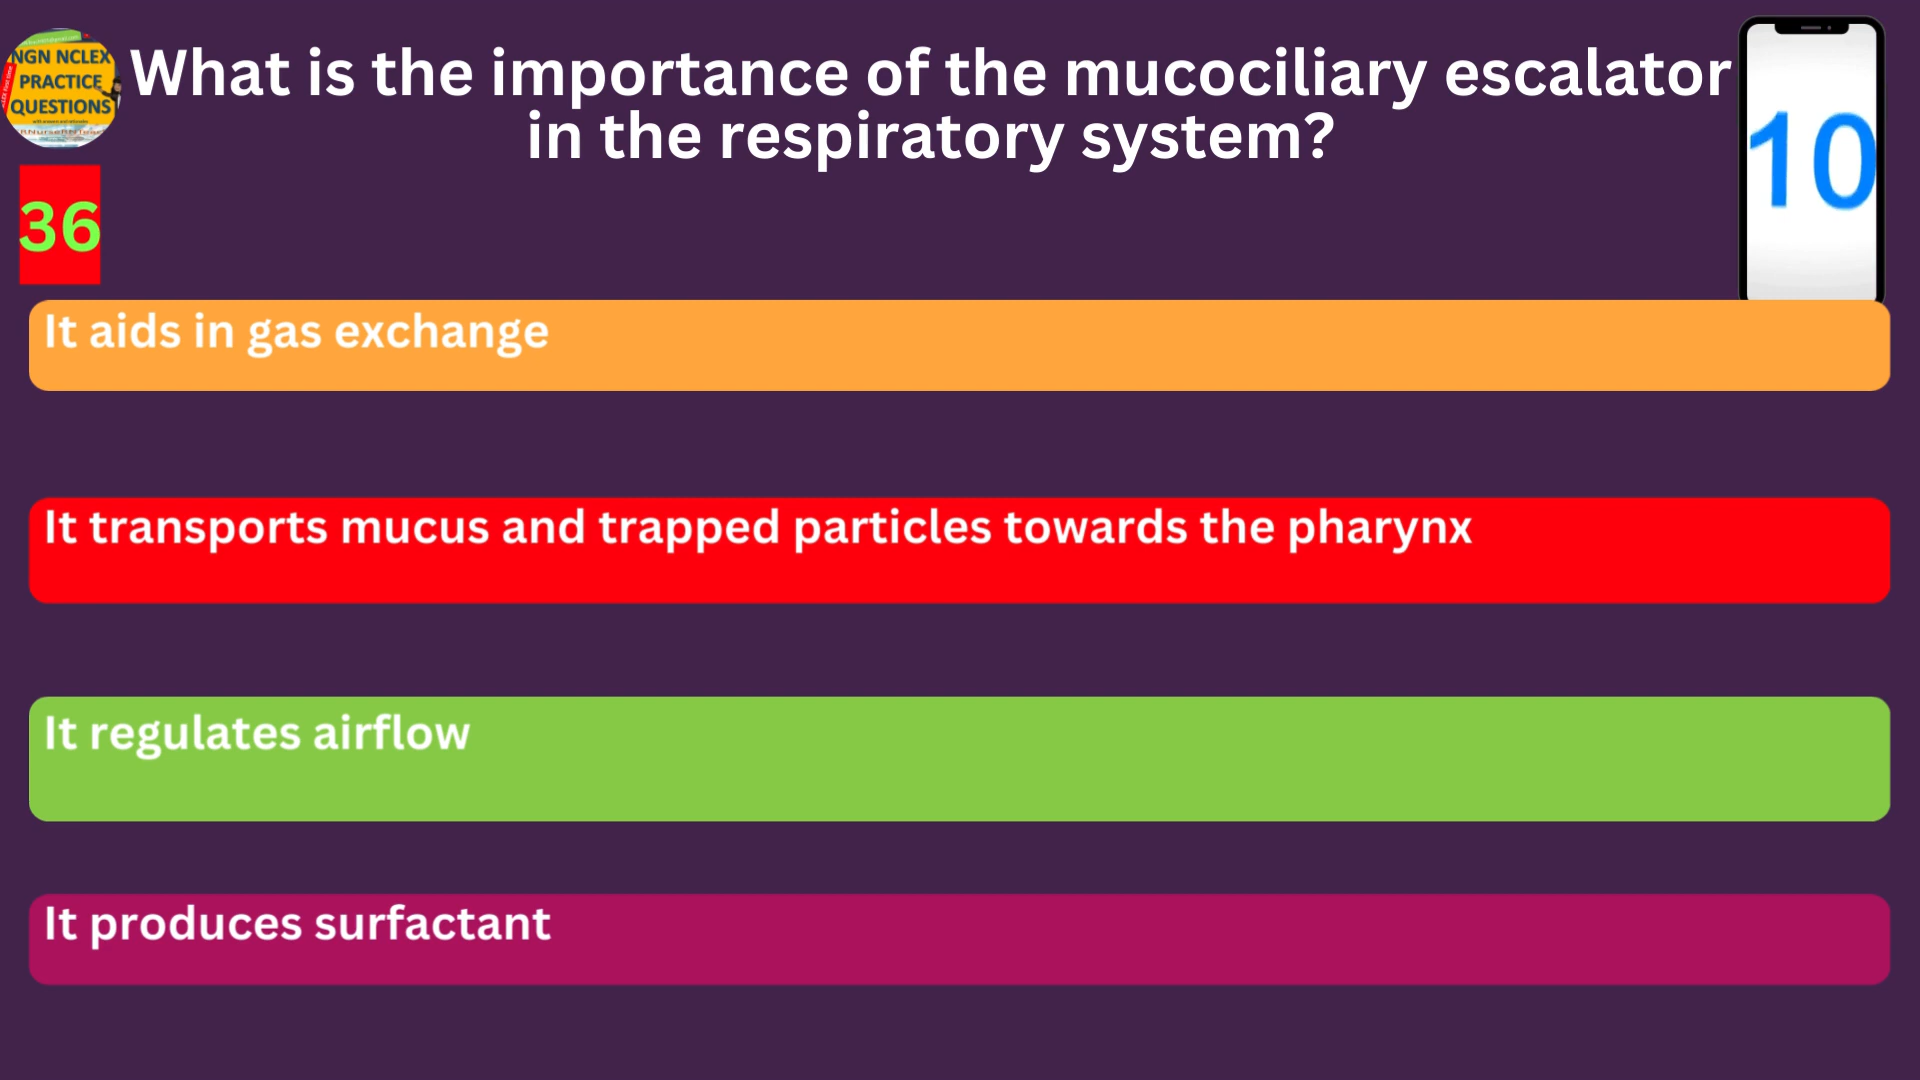 NGN NCLEX
PRACTICE
QUESTIONS
What is the importance of the mucociliary escalator
in the respiratory system?
10
36
It aids in gas exchange
It transports mucus and trapped particles towards the pharynx
It regulates airflow
It produces surfactant